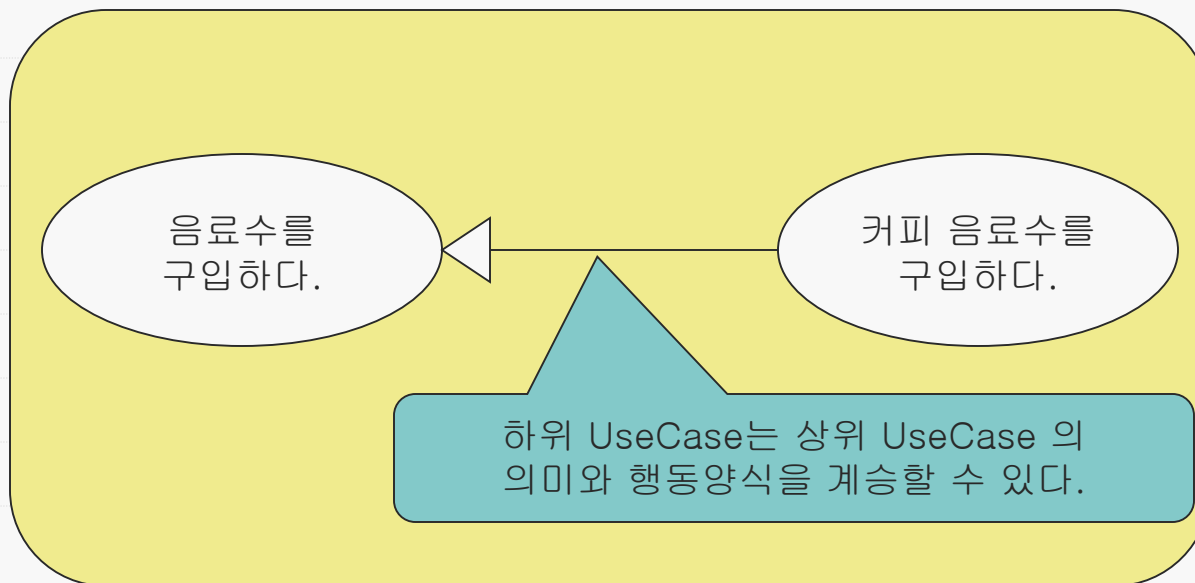 음료수를
구입하다.
커피 음료수를
구입하다.
하위 UseCase는 상위 UseCase 의
의미와 행동양식을 계승할 수 있다.